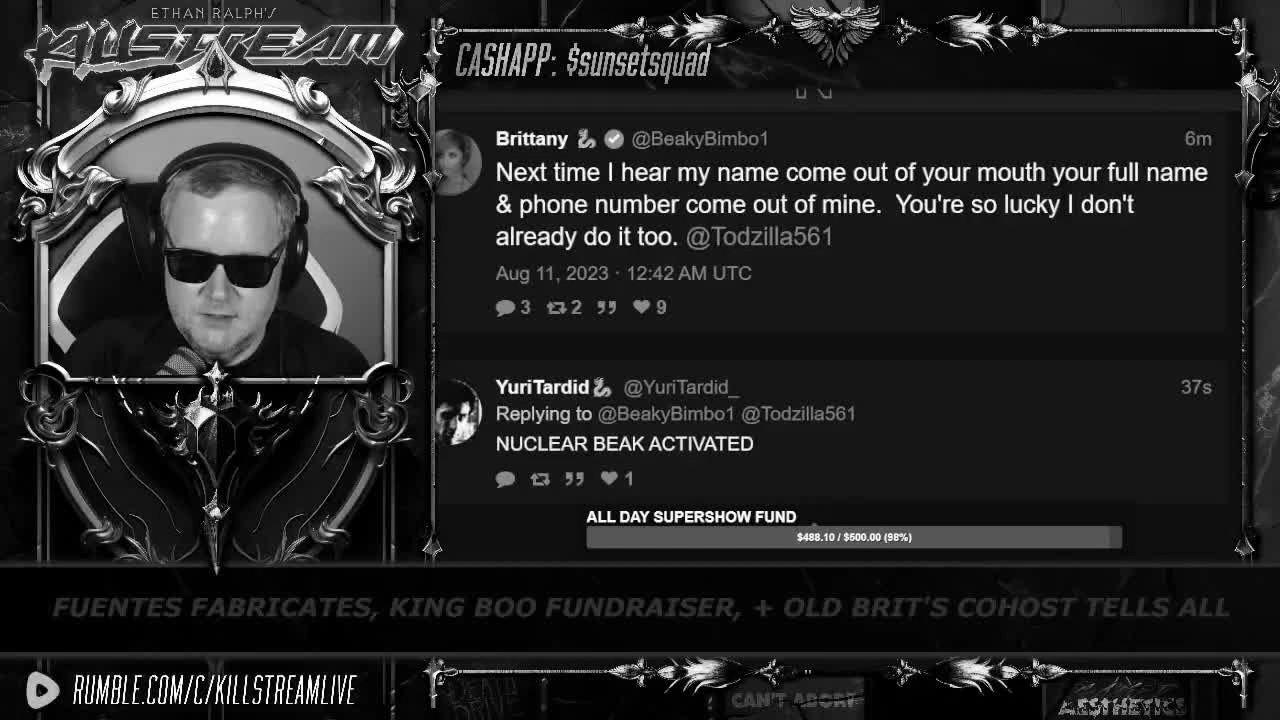 ETHAN RALPH'S
KILLSTREAM
CASHAPP: $sunsetsquad
Brittany @BeakyBimbo1 6m
Next time I hear my name come out of your mouth your full name
& phone number come out of mine. You're so lucky I don't
already do it too. @Todzilla561
Aug 11, 2023 · 12:42 AM UTC
3 2 9
YuriTardid @YuriTardid_ 37s
Replying to @BeakyBimbo1 @Todzilla561
NUCLEAR BEAK ACTIVATED
1
ALL DAY SUPERSHOW FUND
$488.10 / $500.00 (98%)
FUENTES FABRICATES, KING BOO FUNDRAISER, + OLD BRIT'S COHOST TELLS ALL
RUMBLE.COM/C/KILLSTREAMLIVE
CAN'T ABORT
AESTHETICS